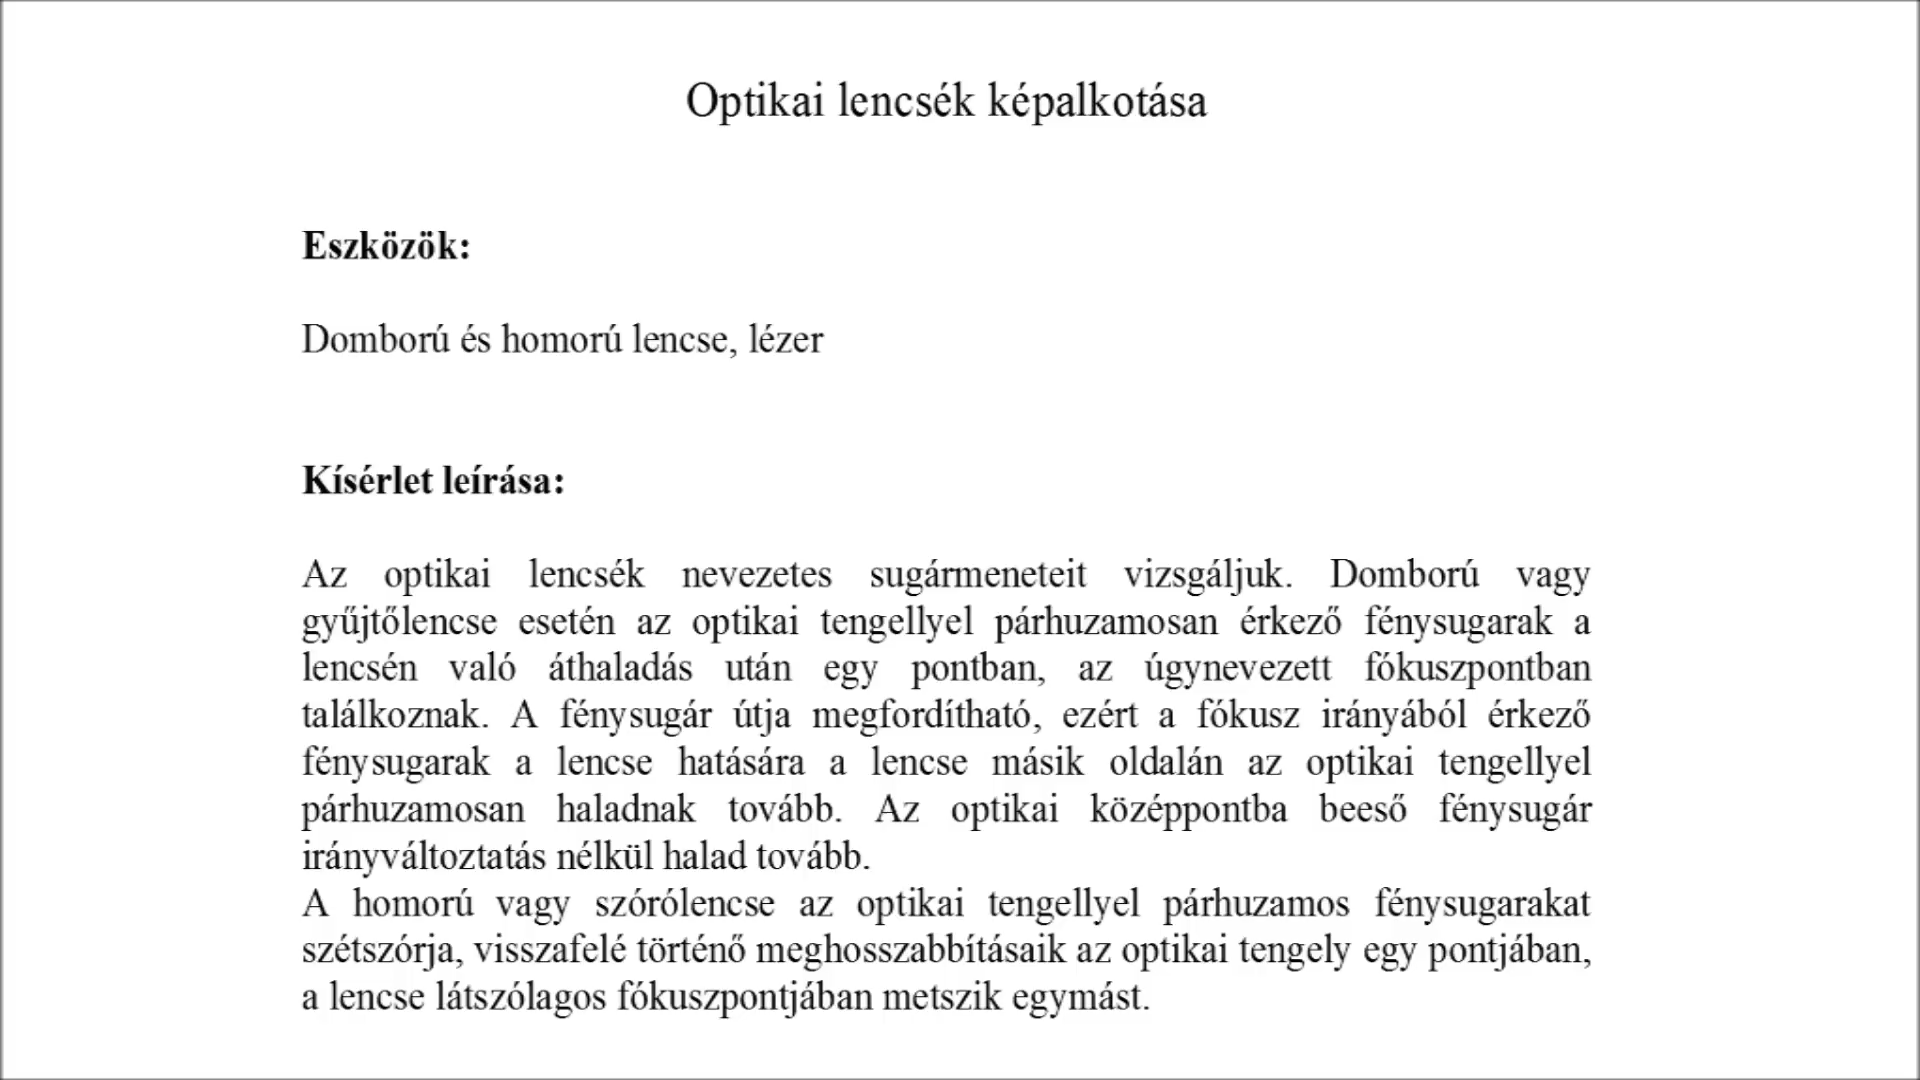 Optikai lencsék képalkotása
Eszközök:
Domború és homorú lencse, lézer
Kísérlet leírása:
Az optikai lencsék nevezetes sugármeneteit vizsgáljuk. Domború vagy
gyűjtőlencse esetén az optikai tengellyel párhuzamosan érkező fénysugarak a
lencsén való áthaladás után egy pontban, az úgynevezett fókuszpontban
találkoznak. A fénysugár útja megfordítható, ezért a fókusz irányából érkező
fénysugarak a lencse hatására a lencse másik oldalán az optikai tengellyel
párhuzamosan haladnak tovább. Az optikai középpontba beeső fénysugár
irányváltoztatás nélkül halad tovább.
A homorú vagy szórólencse az optikai tengellyel párhuzamos fénysugarakat
szétszórja, visszafelé történő meghosszabbításaik az optikai tengely egy pontjában,
a lencse látszólagos fókuszpontjában metszik egymást.